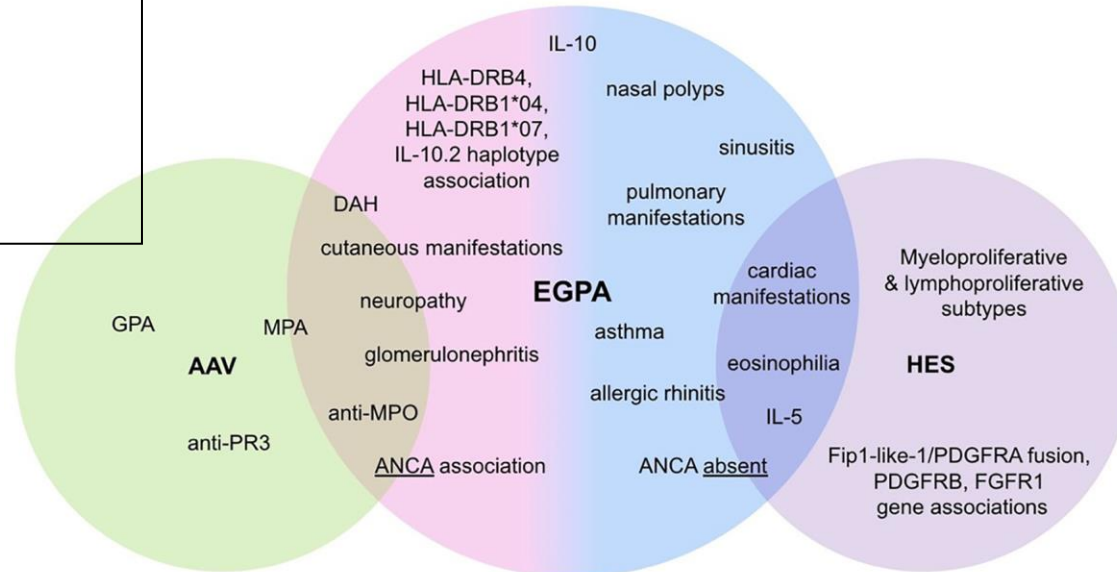 IL-10
HLA-DRB4,
HLA-DRB1*04,
HLA-DRB1*07,
IL-10.2 haplotype
association
nasal polyps
sinusitis
DAH
pulmonary
manifestations
cutaneous manifestations
neuropathy
EGPA
cardiac
manifestations
Myeloproliferative
& lymphoproliferative
subtypes
GPA
MPA
AAV
asthma
glomerulonephritis
eosinophilia
HES
allergic rhinitis
anti-MPO
IL-5
anti-PR3
ANCA association
ANCA absent
Fip1-like-1/PDGFRA fusion,
PDGFRB, FGFR1
gene associations